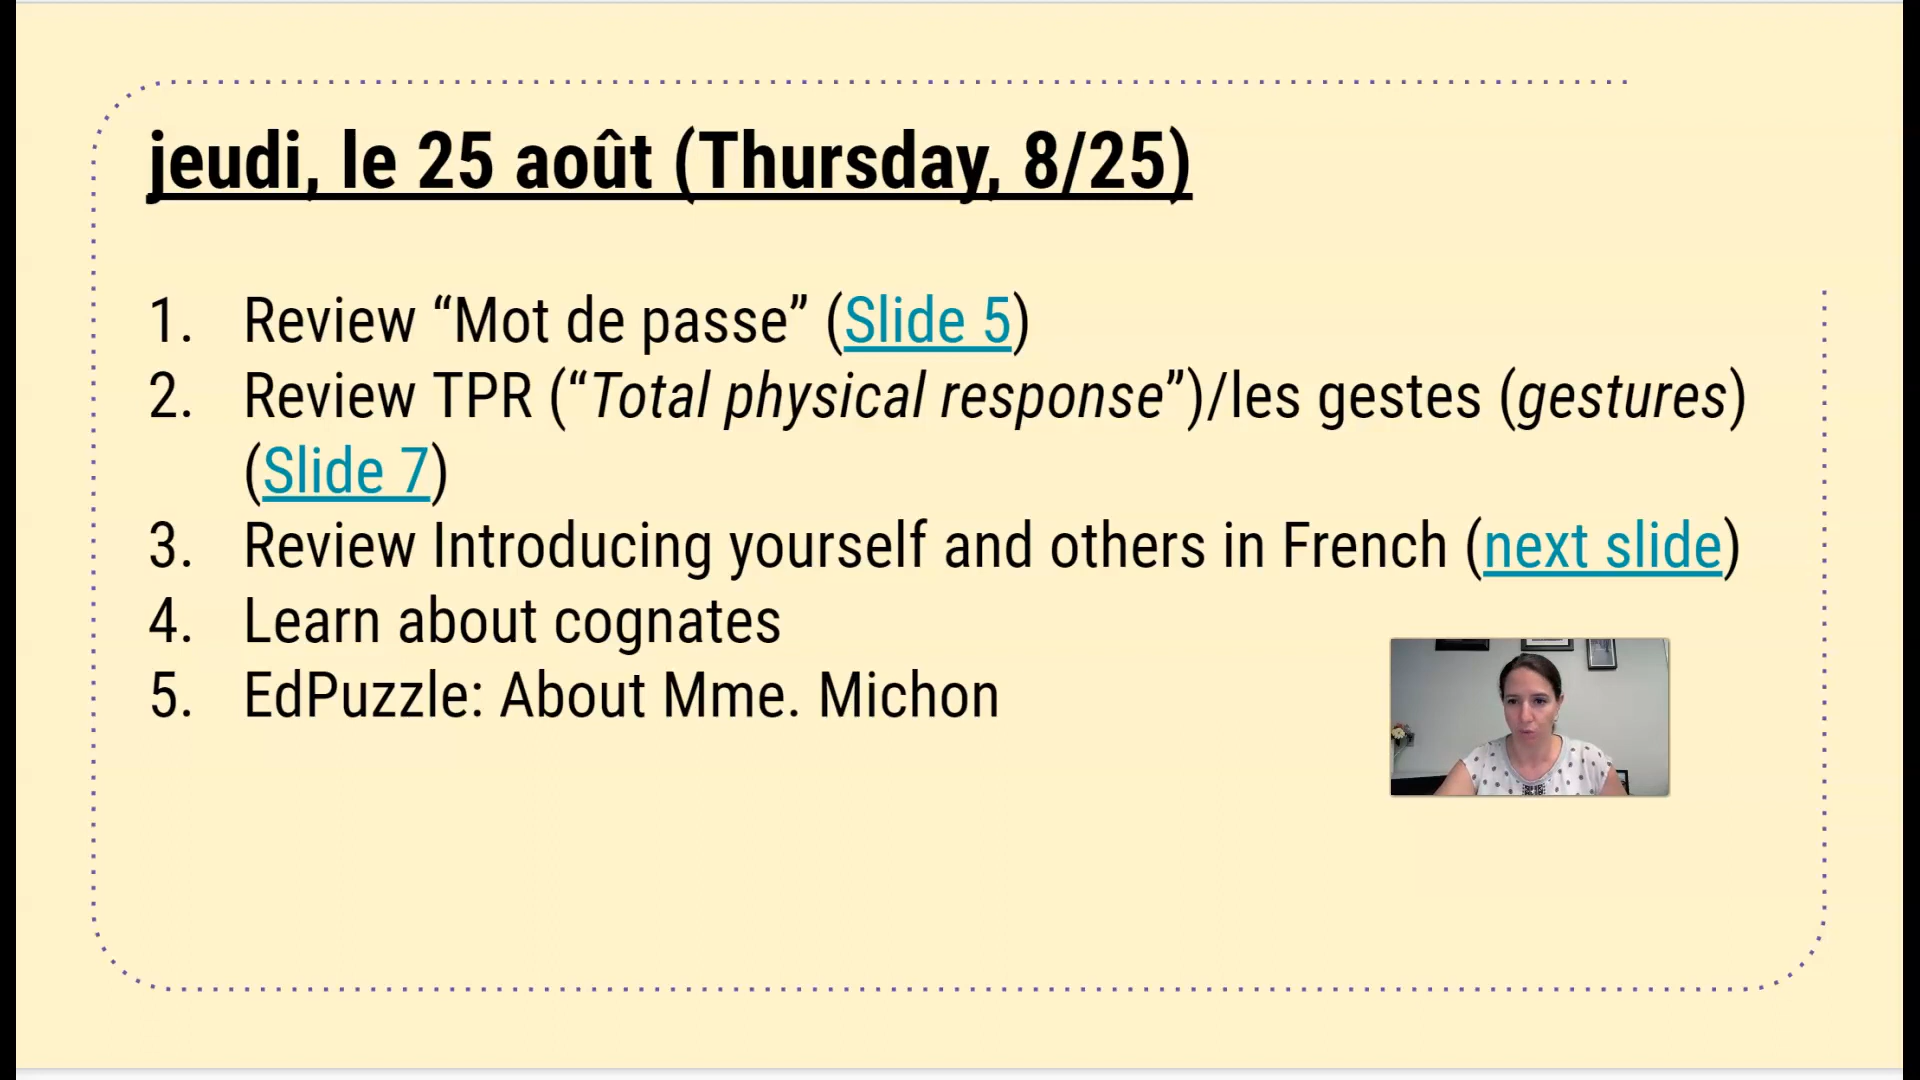 jeudi, le 25 août (Thursday, 8/25)
1. Review “Mot de passe” (Slide 5)
2. Review TPR (“Total physical response”)/les gestes (gestures)
(Slide 7)
3. Review Introducing yourself and others in French (next slide)
4. Learn about cognates
5. EdPuzzle: About Mme. Michon